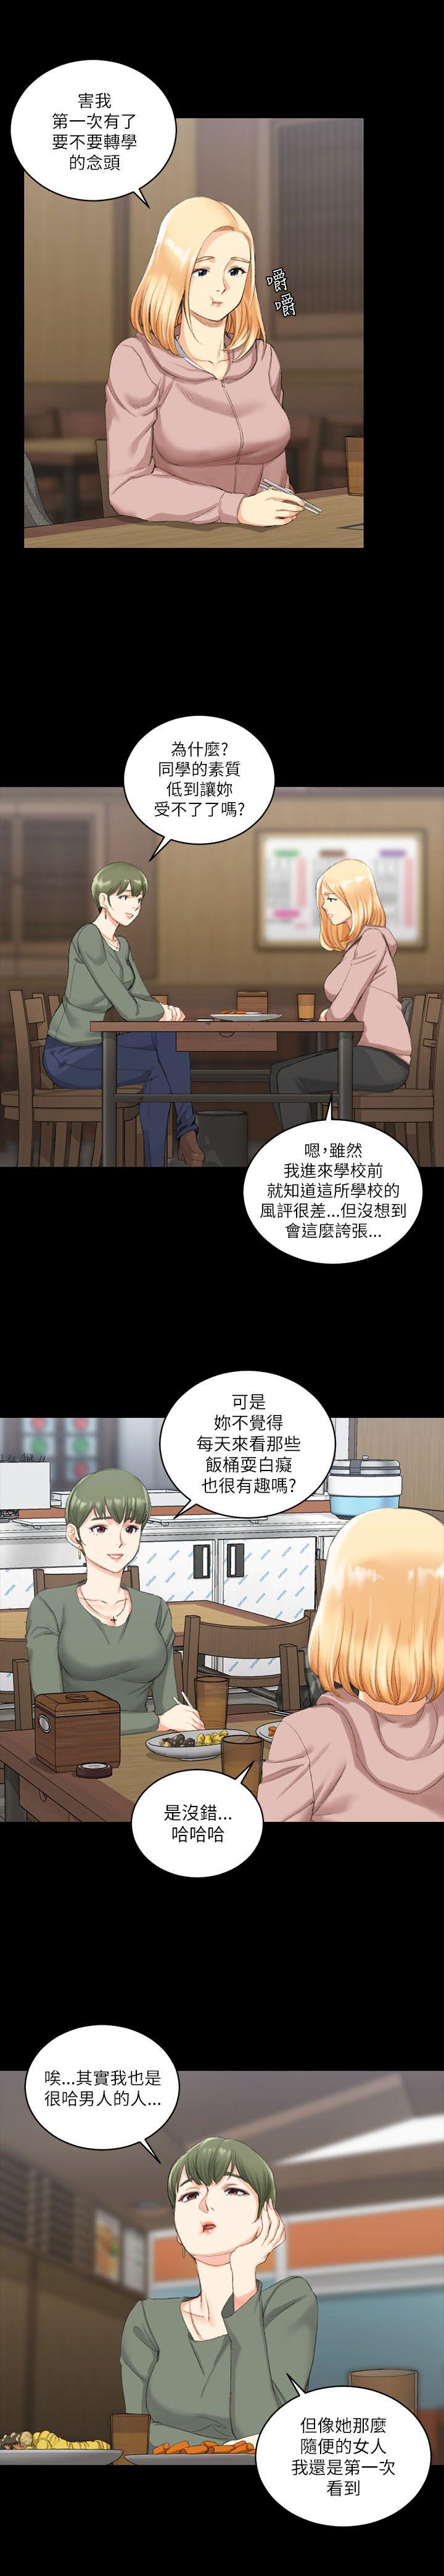 害我
第一次有了
要不要轉學
的念頭
嚼
嚼
為什麼?
同學的素質
低到讓妳
受不了了嗎?
嗯,雖然
我進來學校前
就知道這所學校的
風評很差...但沒想到
會這麼誇張...
可是
妳不覺得
每天來看那些
飯桶耍白癡
也很有趣嗎?
是沒錯...
哈哈哈
唉...其實我也是
很哈男人的人...
但像她那麼
隨便的女人
我還是第一次
看到